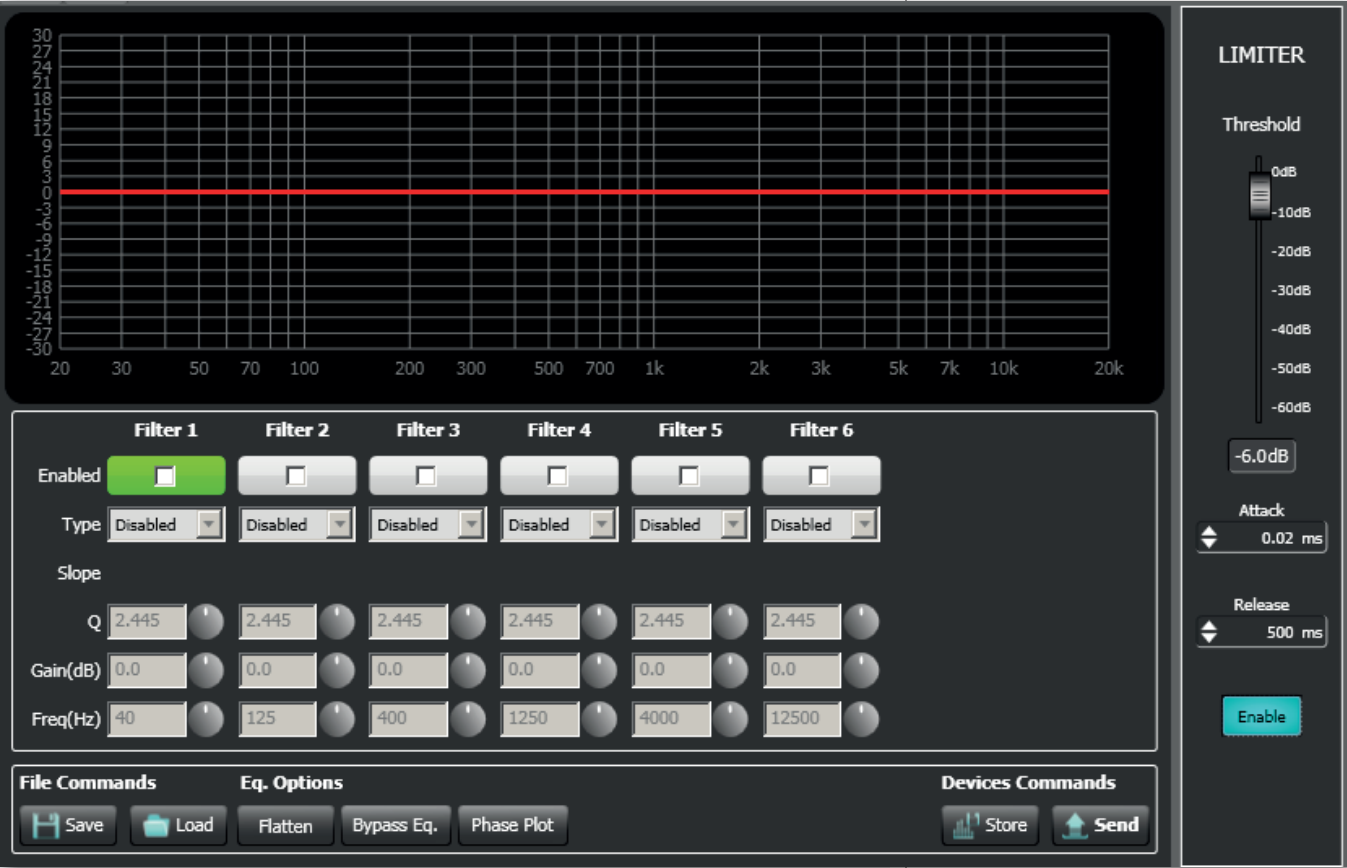 30
27
24
21
18
15
12
9
6
3
0
-3
-6
-9
-12
-15
-18
-21
-24
-27
-30
20 30 50 70 100 200 300 500 700 1k 2k 3k 5k 7k 10k 20k
Filter 1 Filter 2 Filter 3 Filter 4 Filter 5 Filter 6
Enabled
Type Disabled Disabled Disabled Disabled Disabled Disabled
Slope
Q 2.445 2.445 2.445 2.445 2.445 2.445
Gain(dB) 0.0 0.0 0.0 0.0 0.0 0.0
Freq(Hz) 40 125 400 1250 4000 12500
File Commands Eq. Options Devices Commands
Save Load Flatten Bypass Eq. Phase Plot Store Send
LIMITER
Threshold
0dB
-10dB
-20dB
-30dB
-40dB
-50dB
-60dB
-6.0dB
Attack
0.02 ms
Release
500 ms
Enable